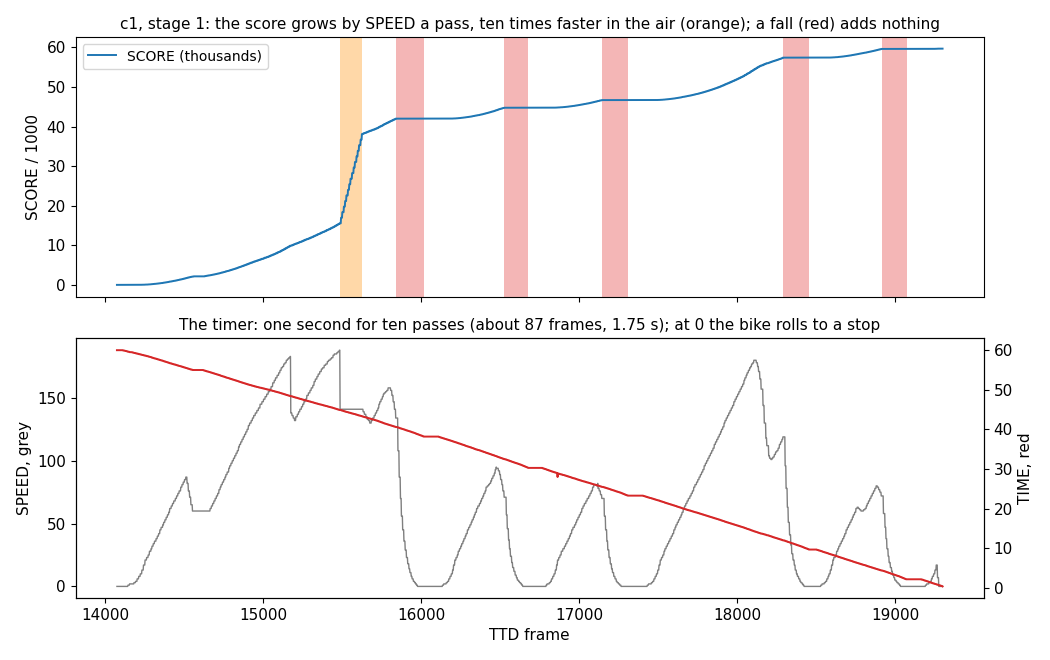 c1, stage 1: the score grows by SPEED a pass, ten times faster in the air (orange); a fall (red) adds nothing
SCORE (thousands)
SCORE / 1000
60
50
40
30
20
10
0
The timer: one second for ten passes (about 87 frames, 1.75 s); at 0 the bike rolls to a stop
SPEED, grey
150
100
50
0
60
50
40
30
20
10
0
TIME, red
14000 15000 16000 17000 18000 19000
TTD frame